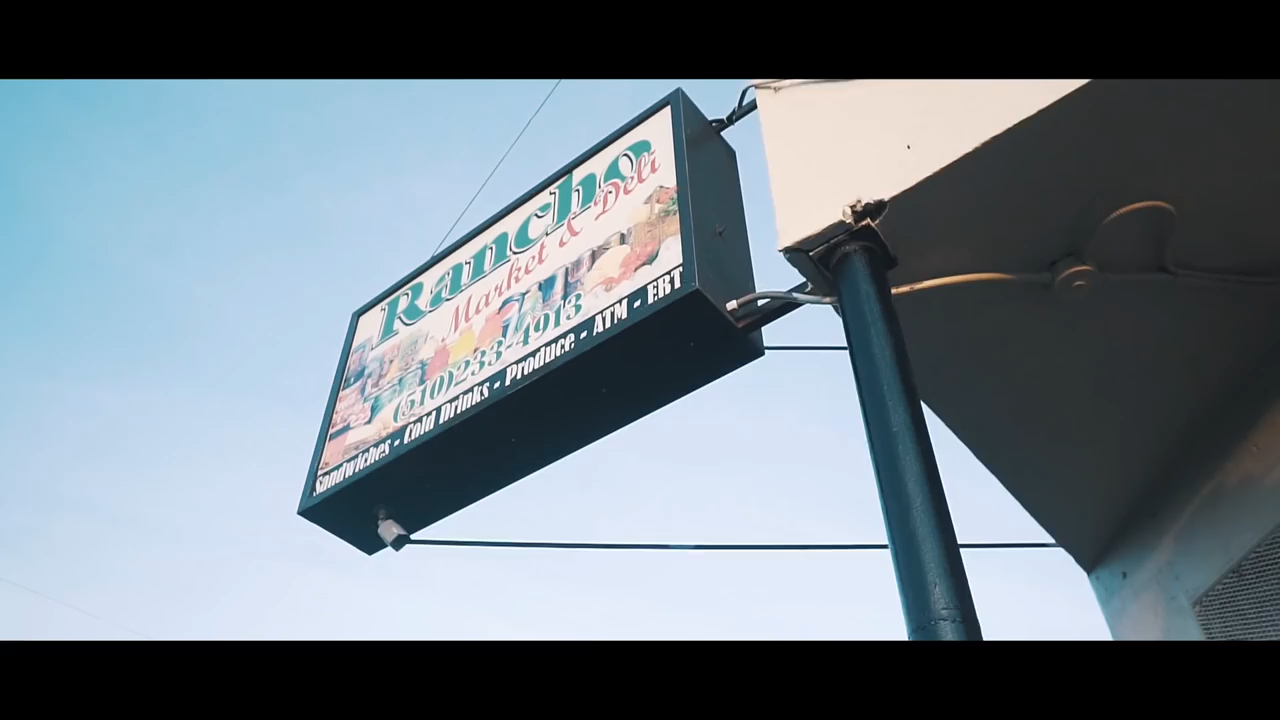 Rancho
Market & Deli
(510)233-4913
Sandwiches - Cold Drinks - Produce - ATM - EBT